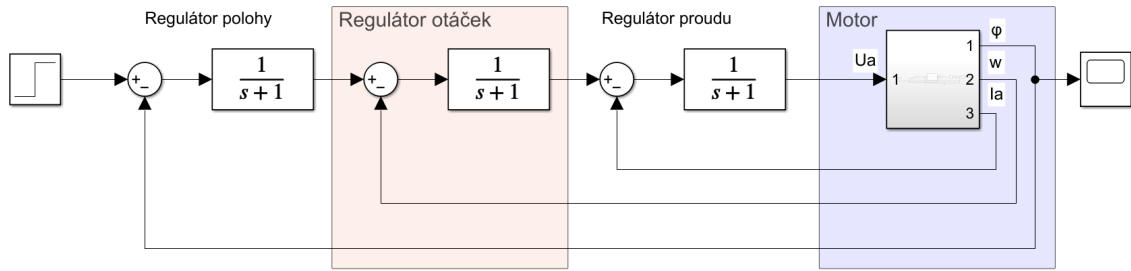 Regulátor polohy
Regulátor otáček
Regulátor proudu
Motor
+
−
1
s + 1
+
−
1
s + 1
+
−
1
s + 1
Ua
1
1
φ
2
w
3
Ia